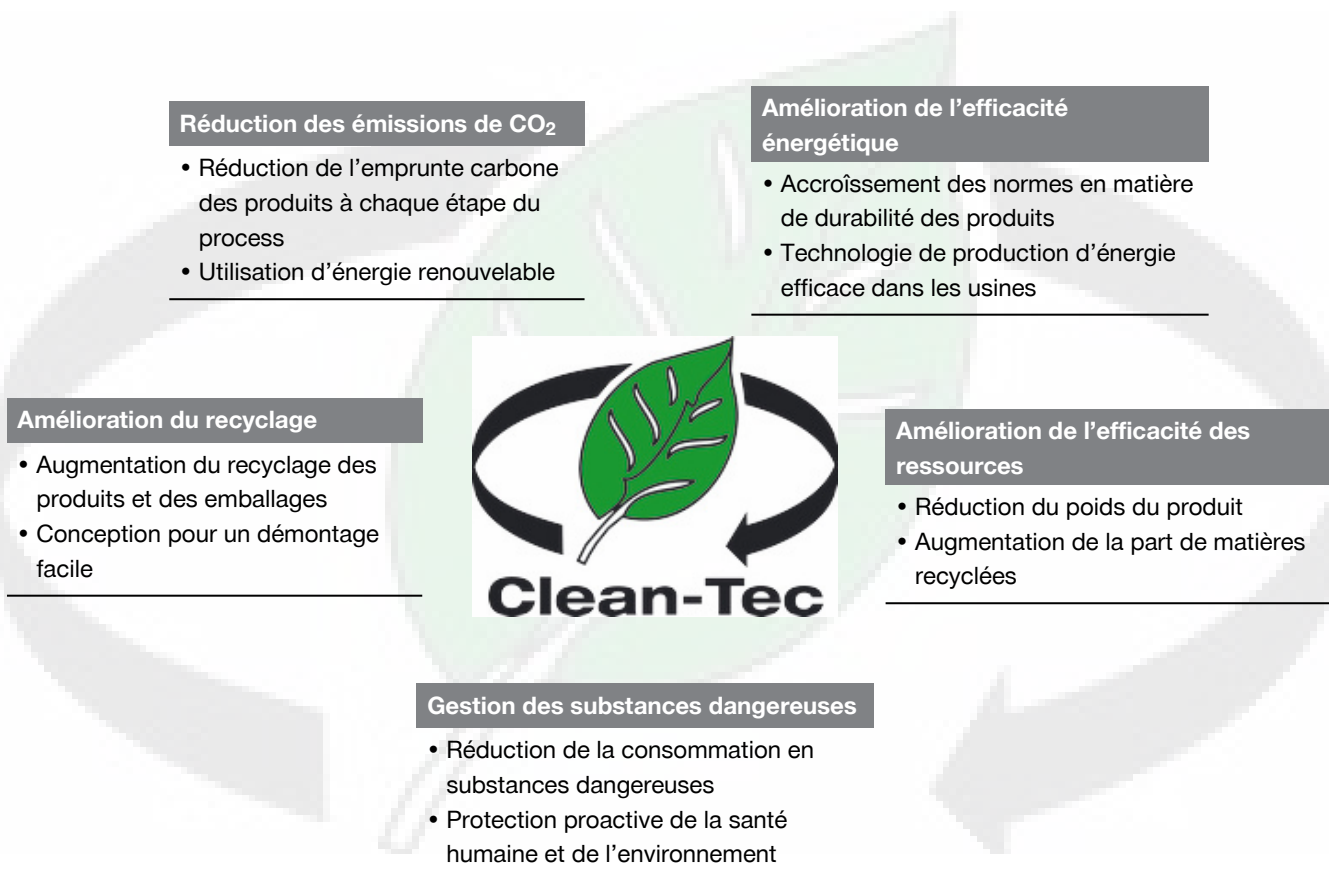 Réduction des émissions de CO₂
• Réduction de l’emprunte carbone
des produits à chaque étape du
process
• Utilisation d’énergie renouvelable
Amélioration de l’efficacité
énergétique
• Accroîssement des normes en matière
de durabilité des produits
• Technologie de production d’énergie
efficace dans les usines
Amélioration du recyclage
• Augmentation du recyclage des
produits et des emballages
• Conception pour un démontage
facile
Clean-Tec
Amélioration de l’efficacité des
ressources
• Réduction du poids du produit
• Augmentation de la part de matières
recyclées
Gestion des substances dangereuses
• Réduction de la consommation en
substances dangereuses
• Protection proactive de la santé
humaine et de l’environnement